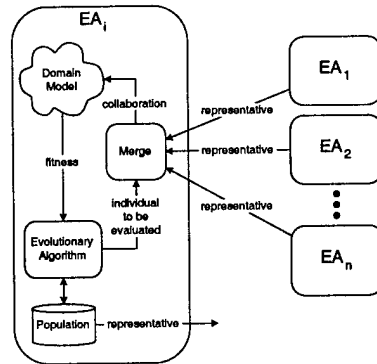 EAi
Domain
Model
collaboration
fitness
Merge
individual
to be
evaluated
Evolutionary
Algorithm
Population
representative
representative
EA1
representative
EA2
representative
EAn